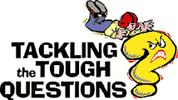 TACKLING
the TOUGH
QUESTIONS